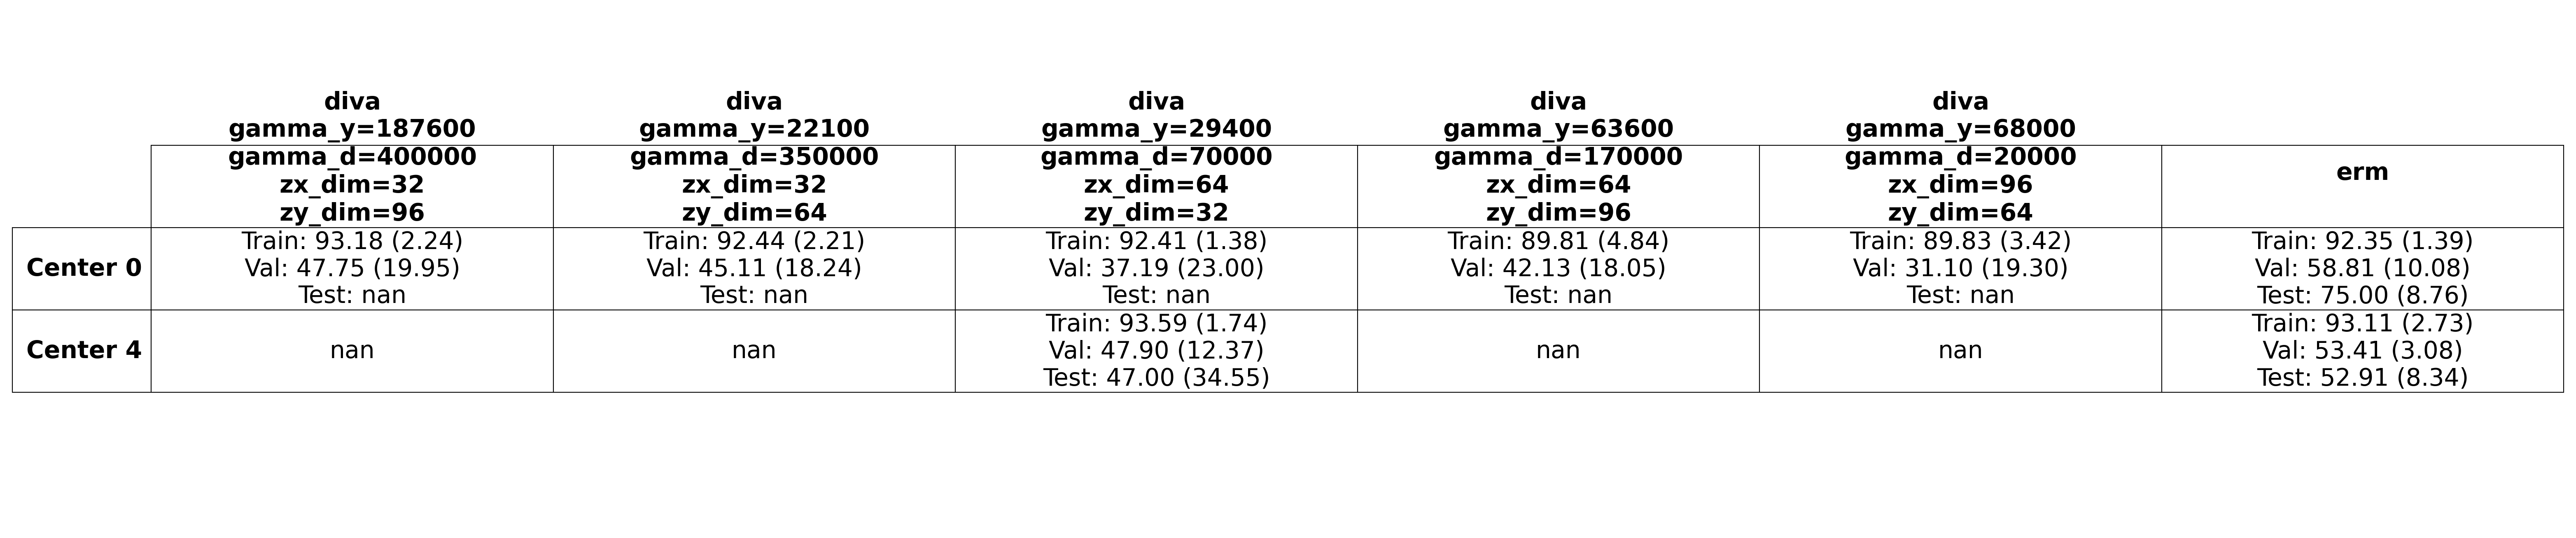 diva
gamma_y=187600
gamma_d=400000
zx_dim=32
zy_dim=96
diva
gamma_y=22100
gamma_d=350000
zx_dim=32
zy_dim=64
diva
gamma_y=29400
gamma_d=70000
zx_dim=64
zy_dim=32
diva
gamma_y=63600
gamma_d=170000
zx_dim=64
zy_dim=96
diva
gamma_y=68000
gamma_d=20000
zx_dim=96
zy_dim=64
erm
Center 0
Train: 93.18 (2.24)
Val: 47.75 (19.95)
Test: nan
Train: 92.44 (2.21)
Val: 45.11 (18.24)
Test: nan
Train: 92.41 (1.38)
Val: 37.19 (23.00)
Test: nan
Train: 89.81 (4.84)
Val: 42.13 (18.05)
Test: nan
Train: 89.83 (3.42)
Val: 31.10 (19.30)
Test: nan
Train: 92.35 (1.39)
Val: 58.81 (10.08)
Test: 75.00 (8.76)
Center 4
nan
nan
Train: 93.59 (1.74)
Val: 47.90 (12.37)
Test: 47.00 (34.55)
nan
nan
Train: 93.11 (2.73)
Val: 53.41 (3.08)
Test: 52.91 (8.34)